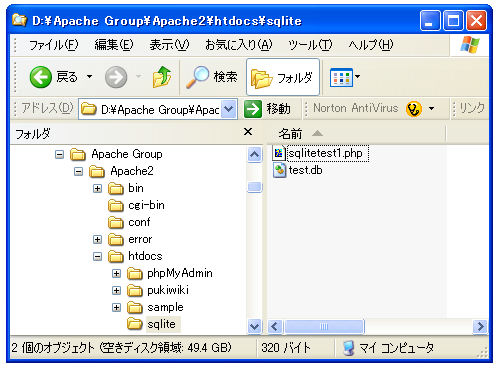 D:¥Apache Group¥Apache2¥htdocs¥sqlite
ファイル(F) 編集(E) 表示(V) お気に入り(A) ツール(T) ヘルプ(H)
戻る 検索 フォルダ
アドレス(D) D:¥Apache Group¥Apac 移動 Norton AntiVirus リンク
フォルダ 名前
Apache Group sqlitetest1.php
Apache2 test.db
bin
cgi-bin
conf
error
htdocs
phpMyAdmin
pukiwiki
sample
sqlite
2 個のオブジェクト (空きディスク領域: 49.4 GB) 320 バイト マイ コンピュータ